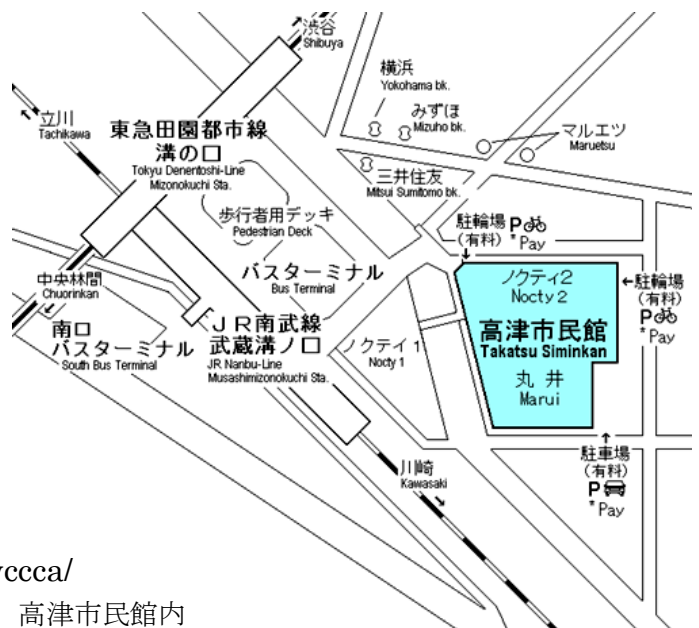 渋谷
Shibuya
横浜
Yokohama bk.
みずほ
Mizuho bk.
マルエツ
Maruetsu
立川
Tachikawa
東急田園都市線
溝の口
Tokyu Denentoshi-Line
Mizonokuchi Sta.
三井住友
Mitsui Sumitomo bk.
歩行者用デッキ
Pedestrian Deck
駐輪場
(有料)
P
*Pay
バスターミナル
Bus Terminal
中央林間
Chuorinkan
ノクティ2
Nocty 2
←駐輪場
(有料)
P
*Pay
高津市民館
Takatsu Siminkan
丸井
Marui
南口
バスターミナル
South Bus Terminal
JR南武線
武蔵溝ノ口
JR Nanbu-Line
Musashimizonokuchi Sta.
ノクティ1
Nocty 1
駐車場
(有料)
P
*Pay
川崎
Kawasaki
ccca/
高津市民館内